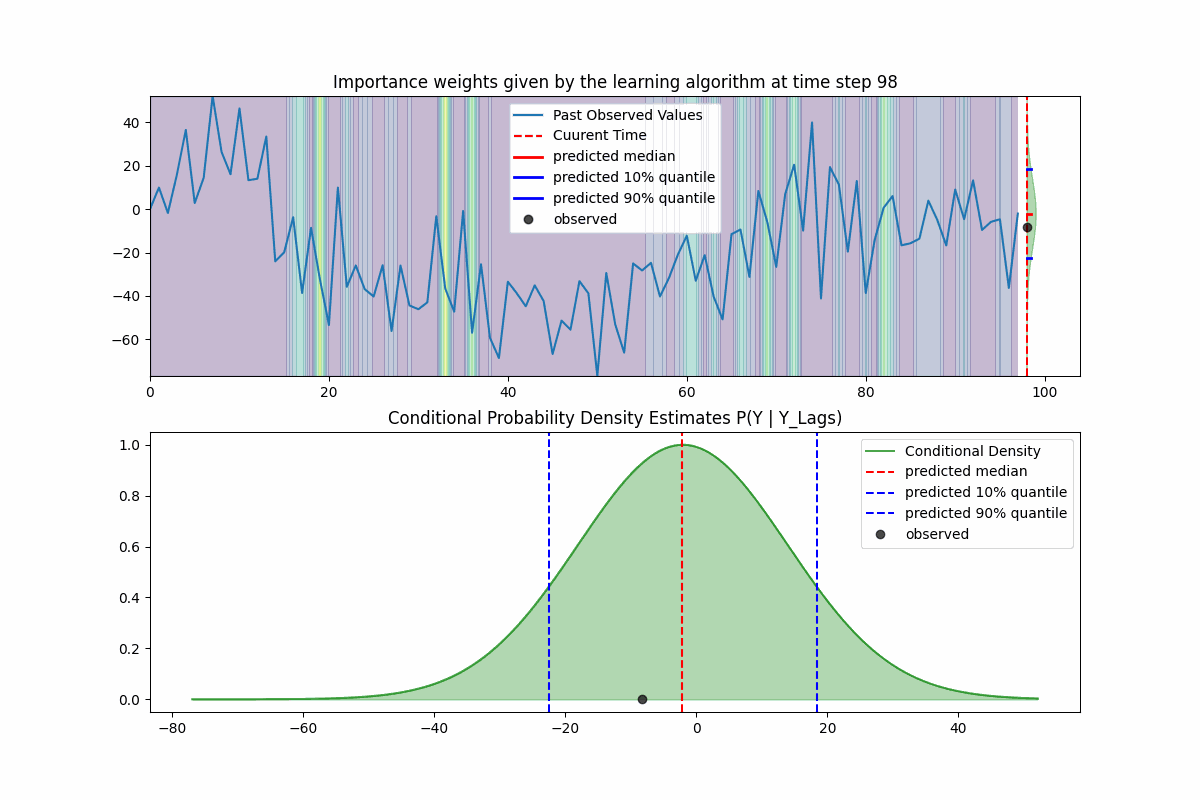 Importance weights given by the learning algorithm at time step 98
40
20
0
−20
−40
−60
Past Observed Values
Cuurent Time
predicted median
predicted 10% quantile
predicted 90% quantile
observed
0 20 40 60 80 100
Conditional Probability Density Estimates P(Y | Y_Lags)
1.0
0.8
0.6
0.4
0.2
0.0
Conditional Density
predicted median
predicted 10% quantile
predicted 90% quantile
observed
−80 −60 −40 −20 0 20 40